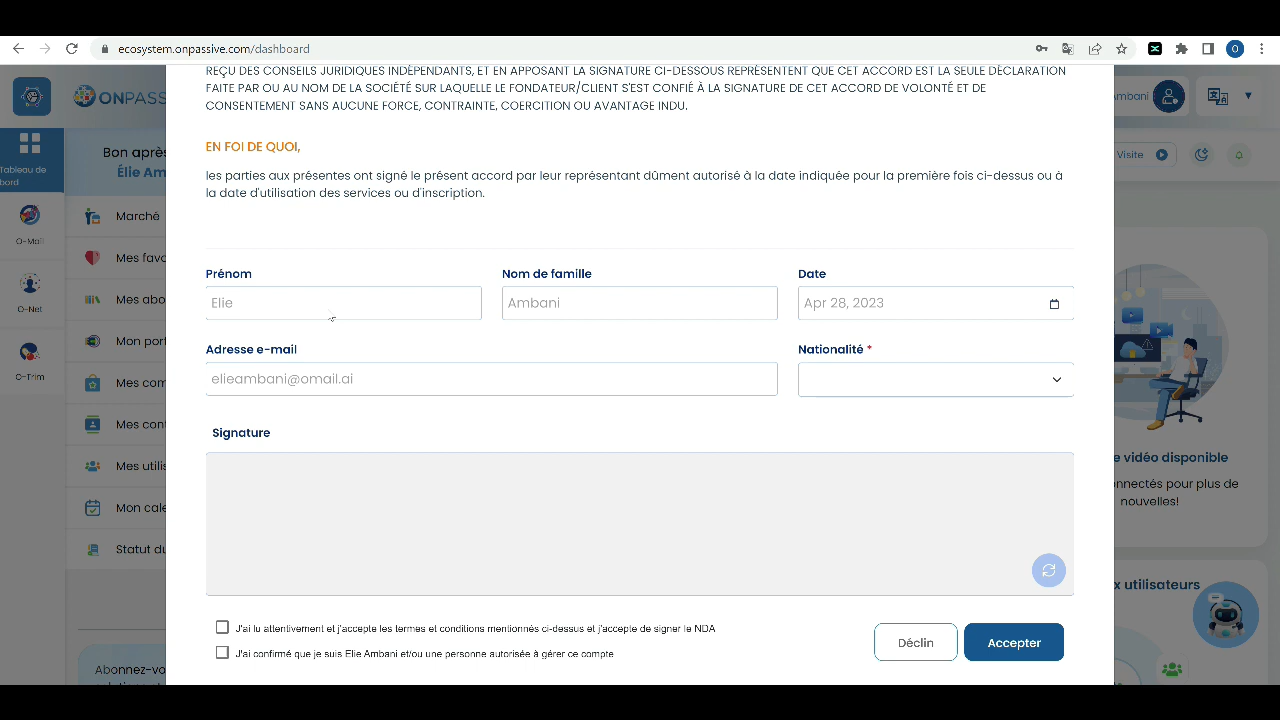 ecosystem.onpassive.com/dashboard
O
REÇU DES CONSEILS JURIDIQUES INDÉPENDANTS, ET EN APPOSANT LA SIGNATURE CI-DESSOUS REPRÉSENTENT QUE CET ACCORD EST LA SEULE DÉCLARATION
FAITE PAR OU AU NOM DE LA SOCIÉTÉ SUR LAQUELLE LE FONDATEUR/CLIENT S'EST CONFIÉ À LA SIGNATURE DE CET ACCORD DE VOLONTÉ ET DE
CONSENTEMENT SANS AUCUNE FORCE, CONTRAINTE, COERCITION OU AVANTAGE INDU.
ONPASS
Ambani
EN FOI DE QUOI,
les parties aux présentes ont signé le présent accord par leur représentant dûment autorisé à la date indiquée pour la première fois ci-dessus ou à
la date d'utilisation des services ou d'inscription.
Tableau de
bord
Bon aprè
Élie Am
Visite
O-Mail
O-Net
O-Trim
Marché
Mes favo
Mes abo
Mon port
Mes com
Mes cont
Mes utilis
Mon cale
Statut du
Prénom
Nom de famille
Date
Elie
Ambani
Apr 28, 2023
Adresse e-mail
Nationalité *
elieambani@omail.ai
Signature
e vidéo disponible
nnectés pour plus de
nouvelles!
x utilisateurs
J'ai lu attentivement et j'accepte les termes et conditions mentionnés ci-dessus et j'accepte de signer le NDA
J'ai confirmé que je suis Elie Ambani et/ou une personne autorisée à gérer ce compte
Déclin
Accepter
Abonnez-vo